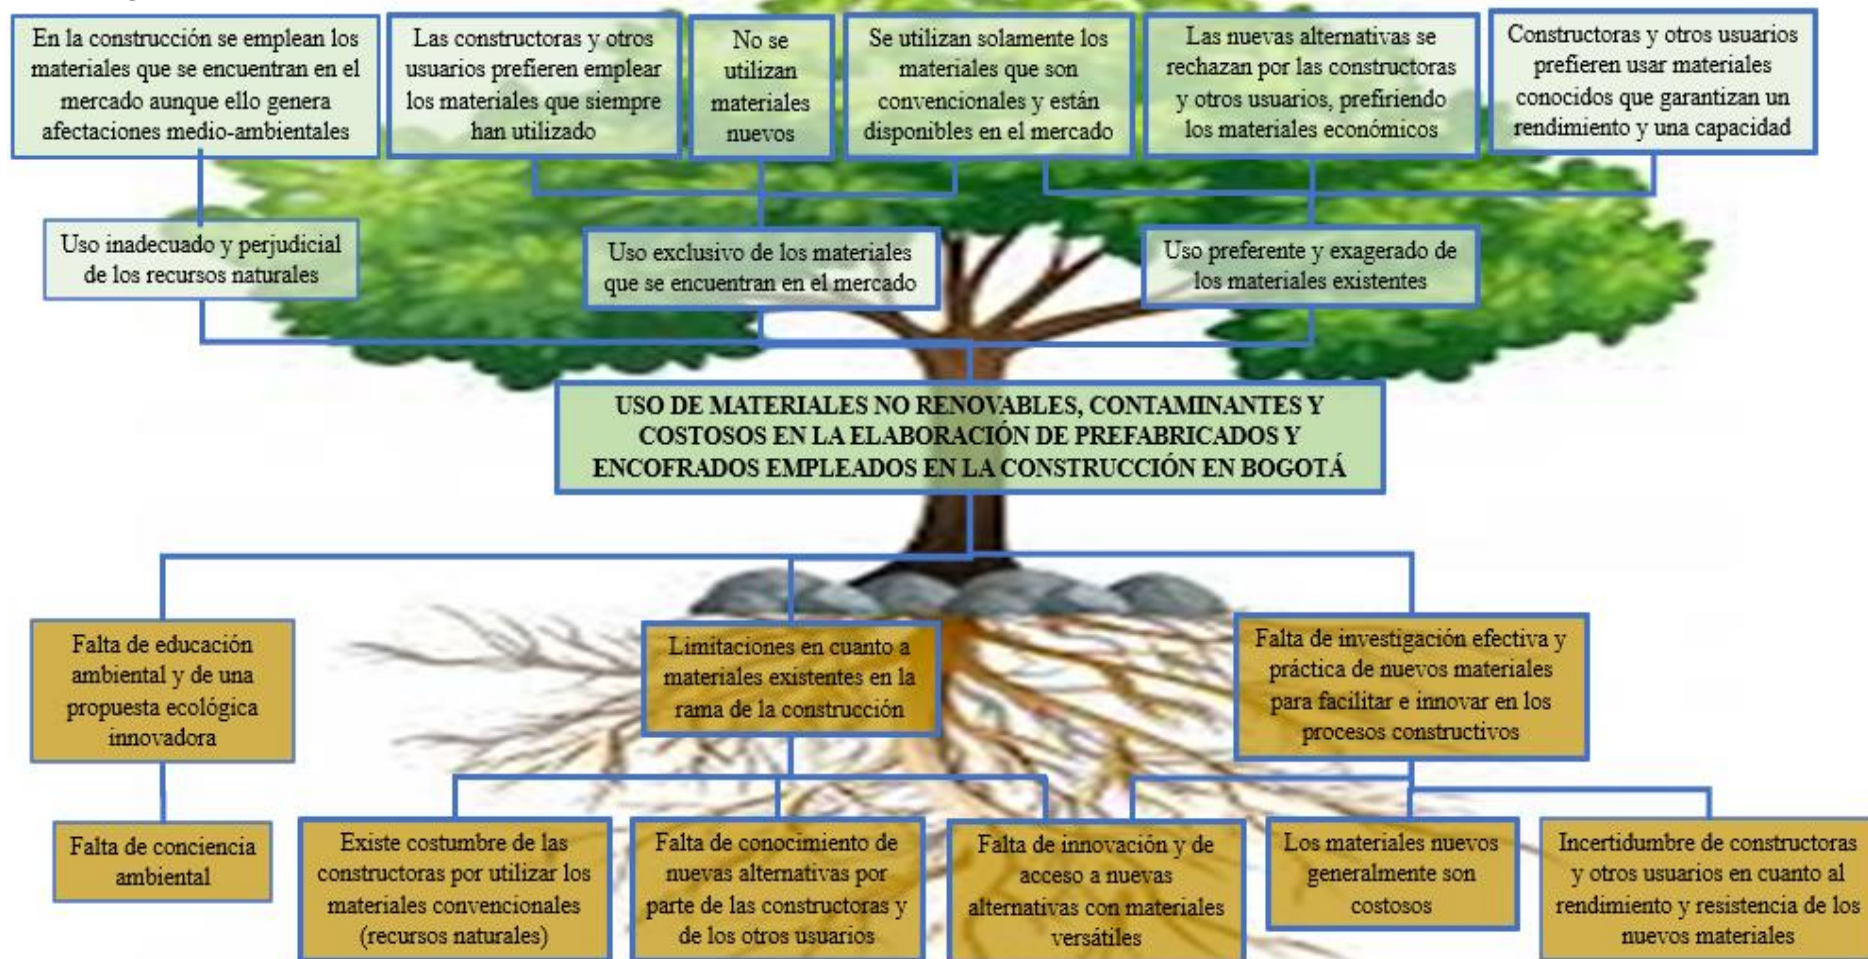 En la construcción se emplean los
materiales que se encuentran en el
mercado aunque ello genera
afectaciones medio-ambientales
Las constructoras y otros
usuarios prefieren emplear
los materiales que siempre
han utilizado
No se
utilizan
materiales
nuevos
Se utilizan solamente los
materiales que son
convencionales y están
disponibles en el mercado
Las nuevas alternativas se
rechazan por las constructoras
y otros usuarios, prefiriendo
los materiales económicos
Constructoras y otros usuarios
prefieren usar materiales
conocidos que garantizan un
rendimiento y una capacidad
Uso inadecuado y perjudicial
de los recursos naturales
Uso exclusivo de los materiales
que se encuentran en el mercado
Uso preferente y exagerado de
los materiales existentes
USO DE MATERIALES NO RENOVABLES, CONTAMINANTES Y
COSTOSOS EN LA ELABORACIÓN DE PREFABRICADOS Y
ENCOFRADOS EMPLEADOS EN LA CONSTRUCCIÓN EN BOGOTÁ
Falta de educación
ambiental y de una
propuesta ecológica
innovadora
Limitaciones en cuanto a
materiales existentes en la
rama de la construcción
Falta de investigación efectiva y
práctica de nuevos materiales
para facilitar e innovar en los
procesos constructivos
Falta de conciencia
ambiental
Existe costumbre de las
constructoras por utilizar los
materiales convencionales
(recursos naturales)
Falta de conocimiento de
nuevas alternativas por
parte de las constructoras y
de los otros usuarios
Falta de innovación y de
acceso a nuevas
alternativas con materiales
versátiles
Los materiales nuevos
generalmente son
costosos
Incertidumbre de constructoras
y otros usuarios en cuanto al
rendimiento y resistencia de los
nuevos materiales